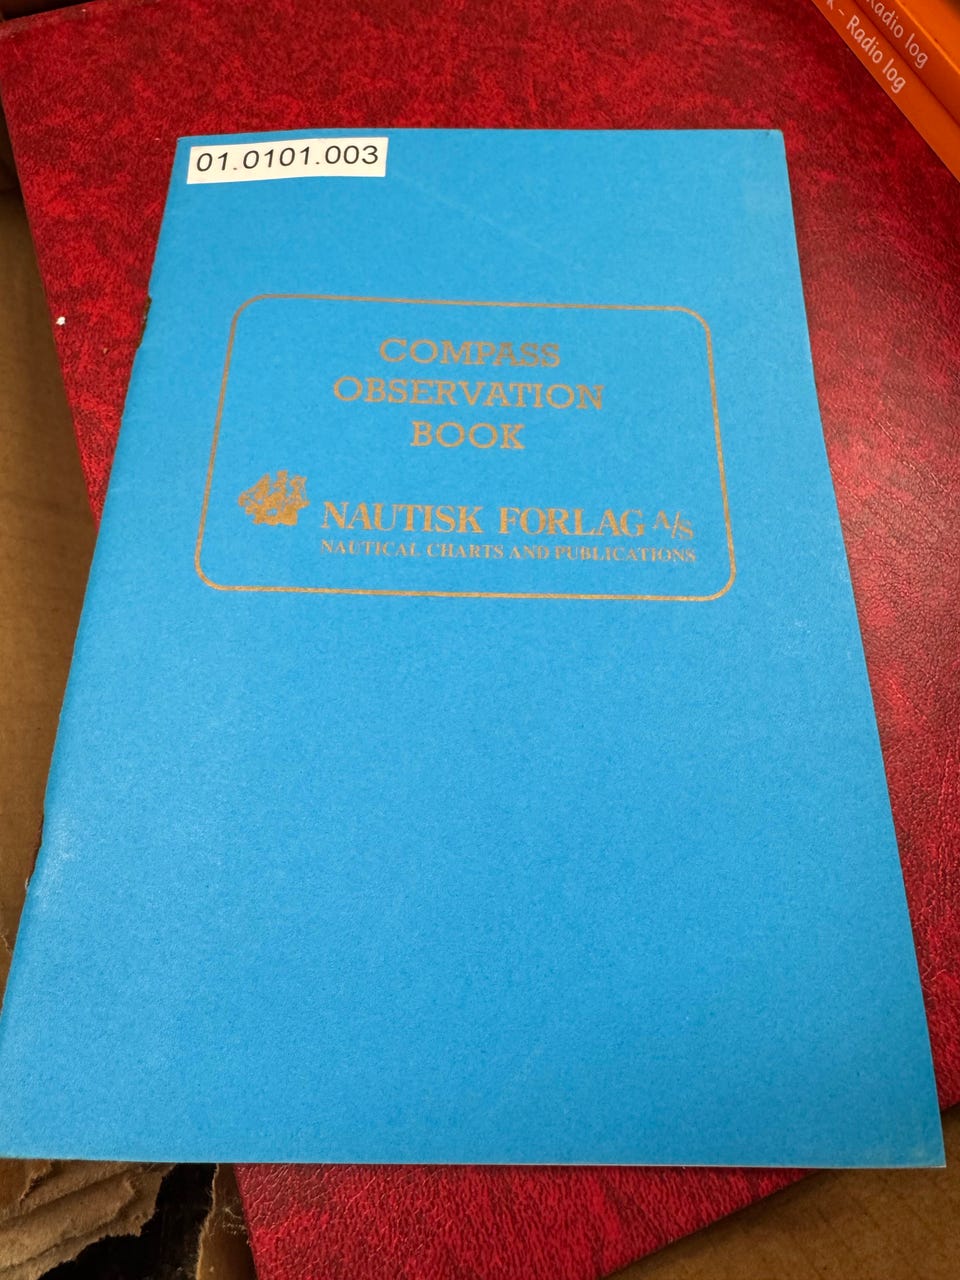 Radio log
- Radio log
01.0101.003
COMPASS
OBSERVATION
BOOK
NAUTISK FORLAG A/S
NAUTICAL CHARTS AND PUBLICATIONS